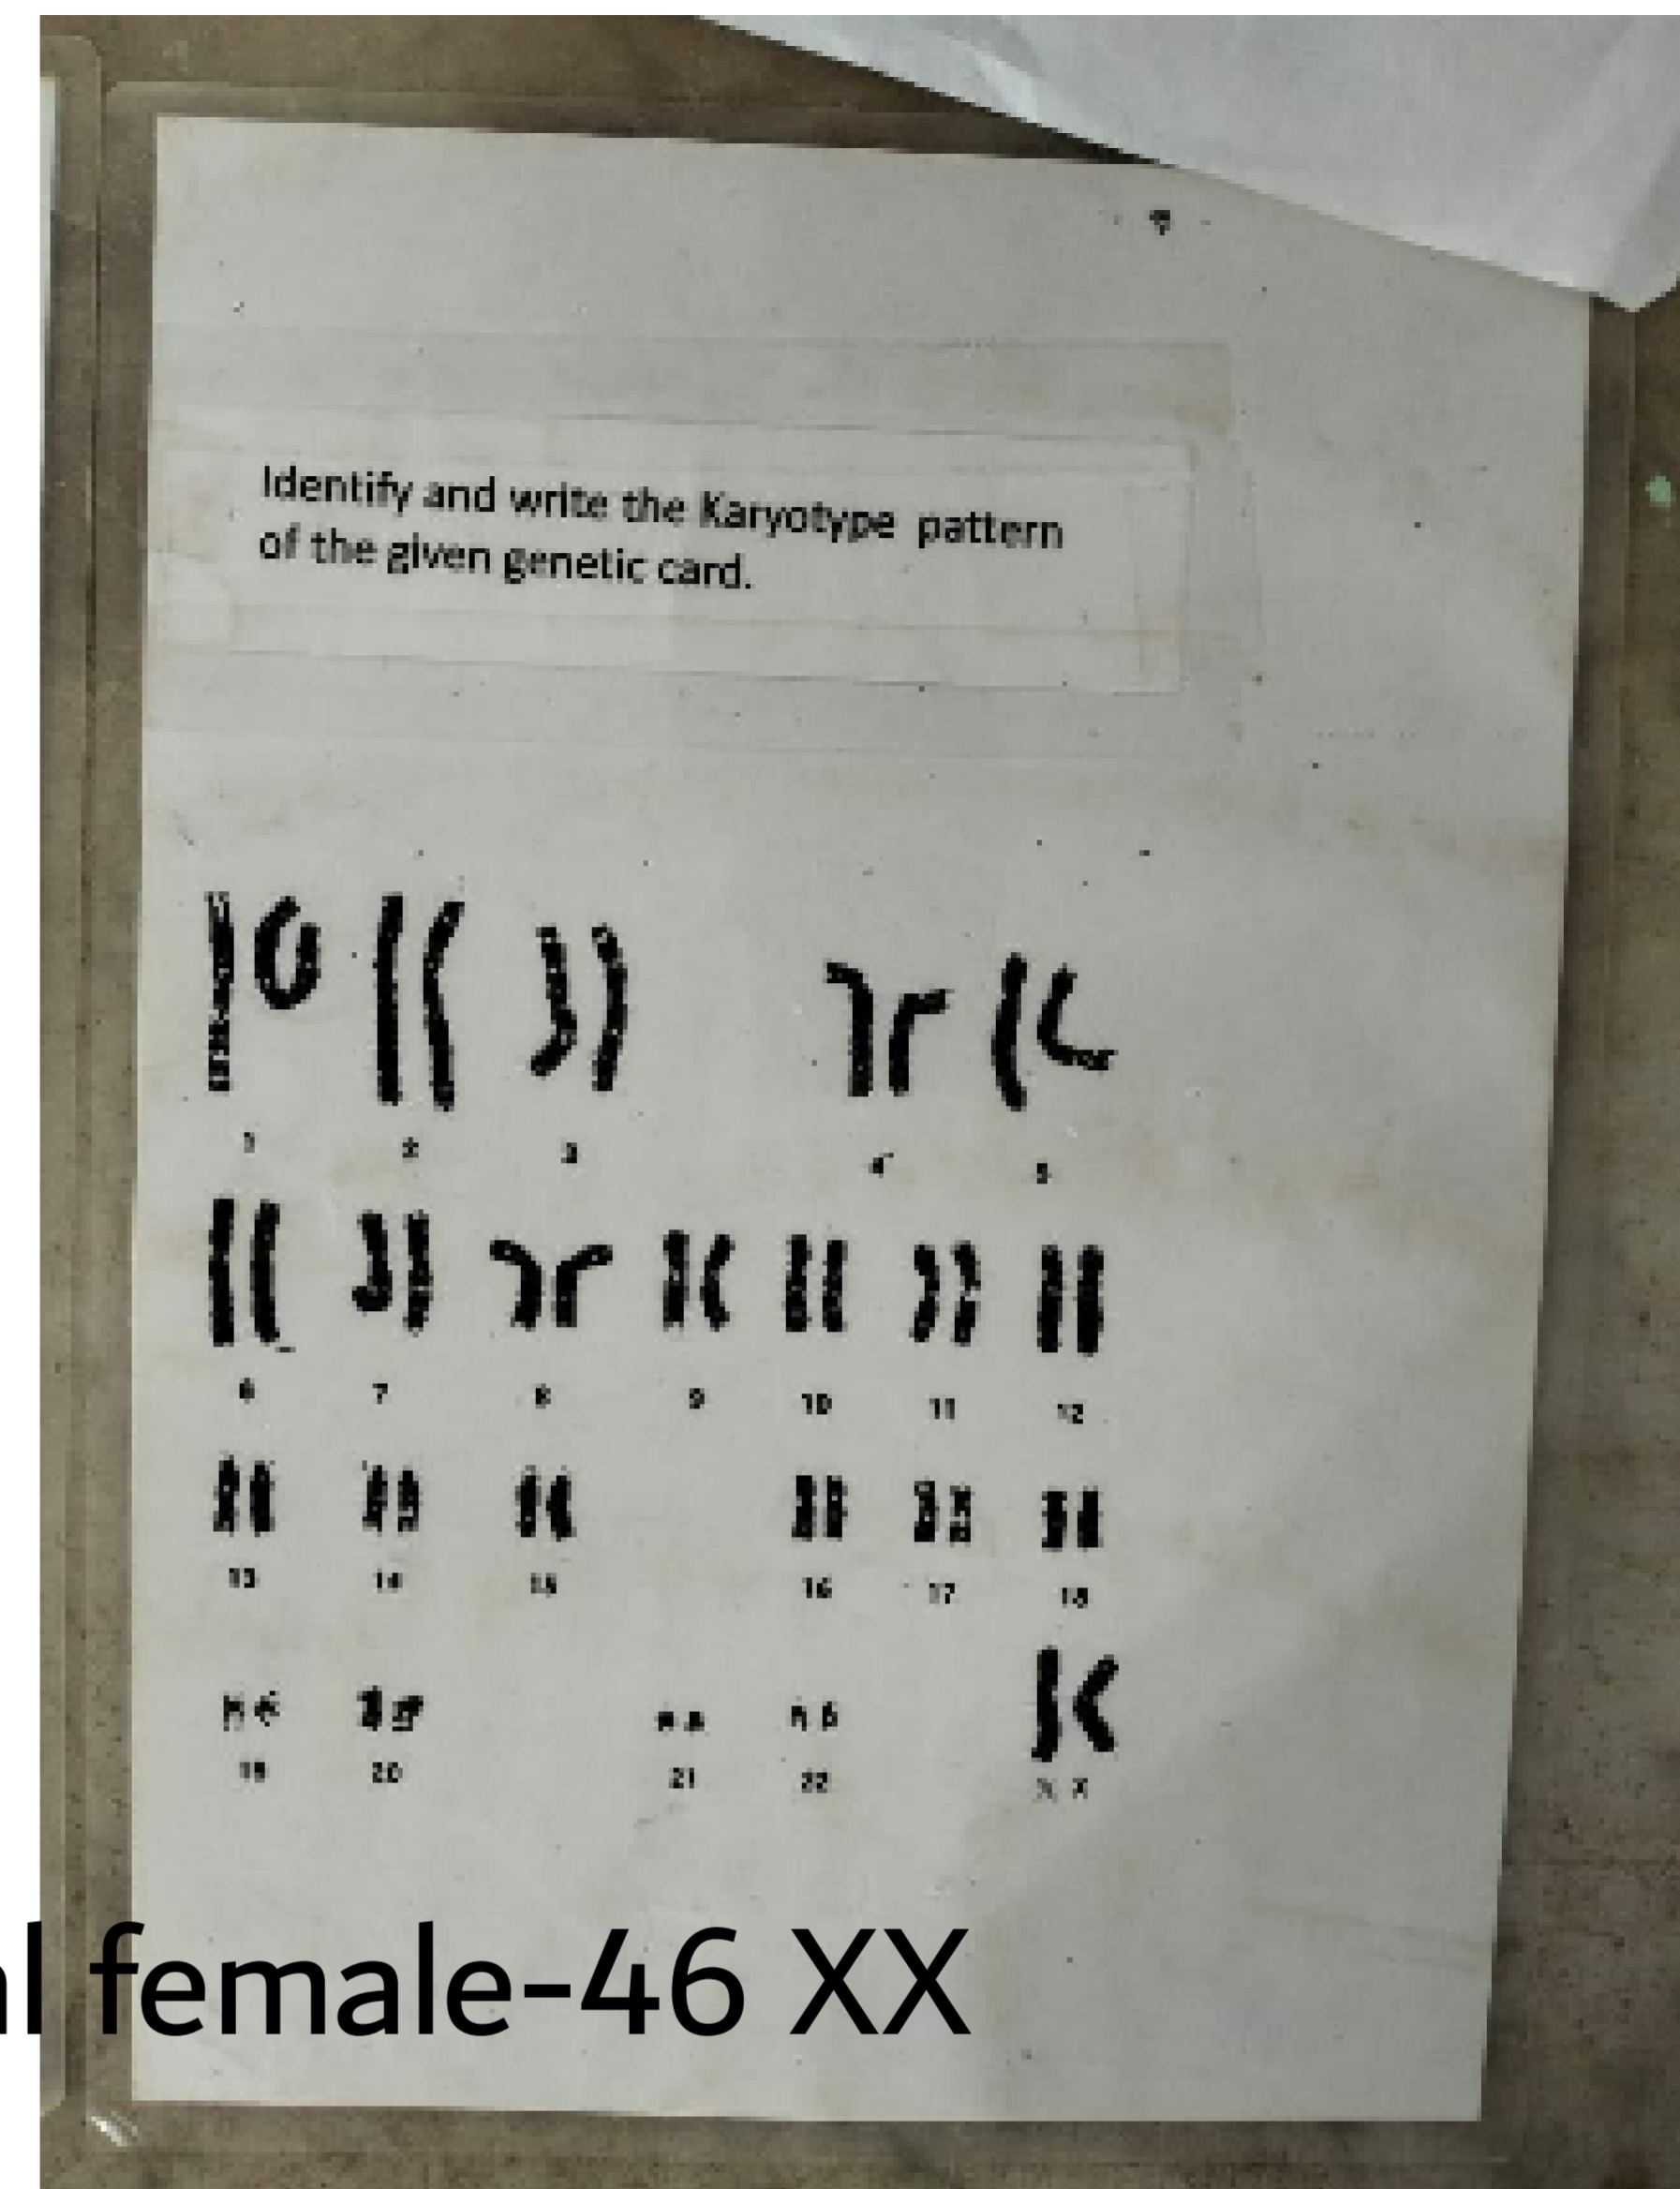 Identify and write the Karyotype pattern
of the given genetic card.
1 2 3 4 5
6 7 8 9 10 11 12
13 14 15 16 17 18
19 20 21 22 X X
al female-46 XX